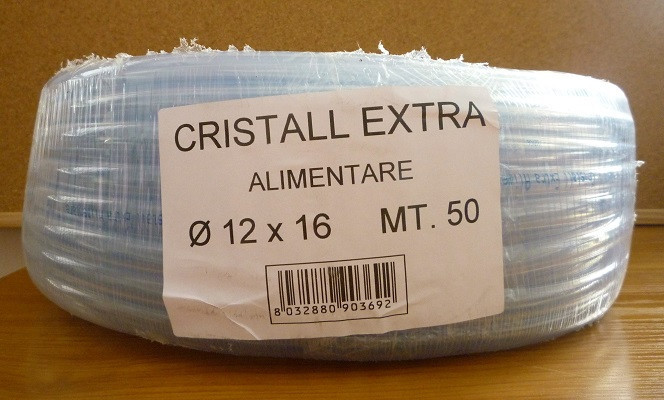 CRISTALL EXTRA
ALIMENTARE
Ø 12 x 16 MT. 50
8 032880 903692